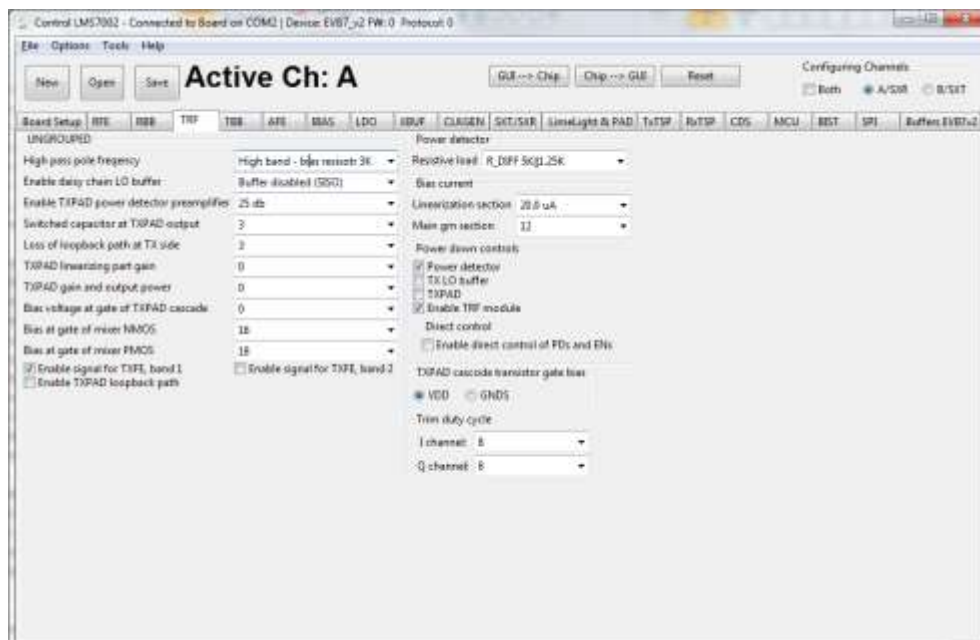 Control LMS7002 - Connected to Board on COM2 | Device: EVB7_v2 FW: 0 Protocol: 0
File Options Tools Help
New Open Save Active Ch: A GUI --> Chip Chip --> GUI Reset
Configuring Channels
Both A/SXR B/SXT
Board Setup RFE RBB TRF TBB AFE BIAS LDO XBUF CLKGEN SXT/SXR LimeLight & PAD TxTSP RxTSP CDS MCU BIST SPI Buffers EVB7v2
UNGROUPED
High pass pole freqency High band - bias resisotr 3K
Enable daisy chain LO buffer Buffer disabled (SISO)
Enable TXPAD power detector preamplifier 25 db
Switched capacitor at TXPAD output 3
Loss of loopback path at TX side 3
TXPAD linearizing part gain 0
TXPAD gain and output power 0
Bias voltage at gate of TXPAD cascade 0
Bias at gate of mixer NMOS 18
Bias at gate of mixer PMOS 18
Enable signal for TXFE, band 1 Enable signal for TXFE, band 2
Enable TXPAD loopback path
Power detector
Resistive load R_DIFF 5K||1.25K
Bias current
Linearization section 20.0 uA
Main gm section 12
Power down controls
Power detector
TX LO buffer
TXPAD
Enable TRF module
Direct control
Enable direct control of PDs and ENs
TXPAD cascode transistor gate bias
VDD GNDS
Trim duty cycle
I channel 8
Q channel 8